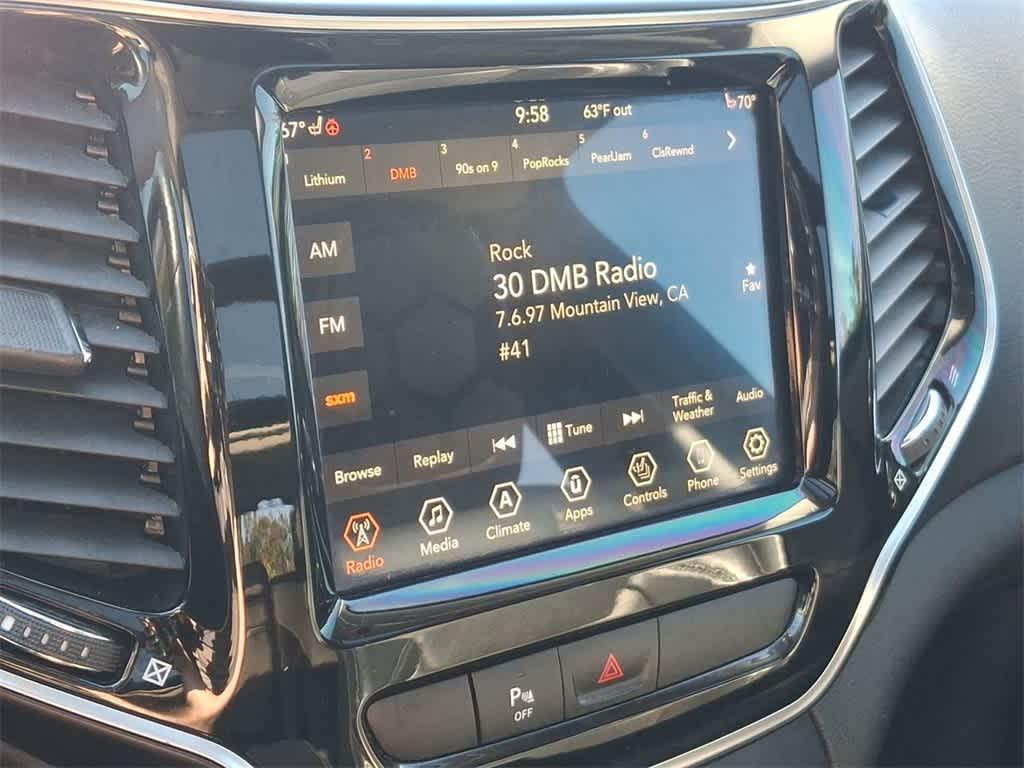 67° 9:58 63°F out 70°
Lithium 2 DMB 3 90s on 9 4 PopRocks 5 PearlJam 6 ClsRewnd
AM
FM
sxm
Rock
30 DMB Radio
7.6.97 Mountain View, CA
#41
Fav
Browse Replay Tune Traffic & Weather Audio
Radio Media Climate Apps Controls Phone Settings
P OFF